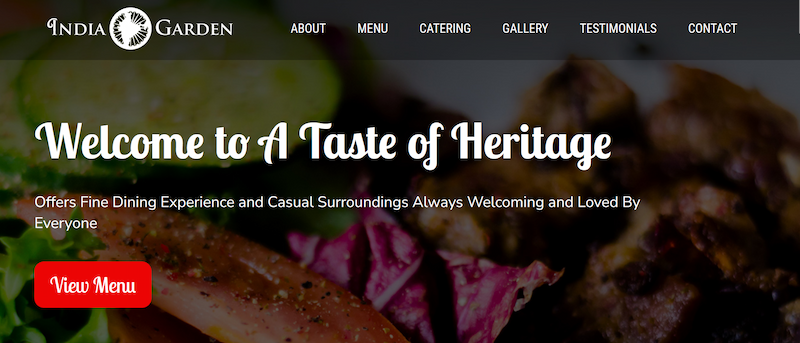 India Garden
ABOUT
MENU
CATERING
GALLERY
TESTIMONIALS
CONTACT
Welcome to A Taste of Heritage
Offers Fine Dining Experience and Casual Surroundings Always Welcoming and Loved By
Everyone
View Menu